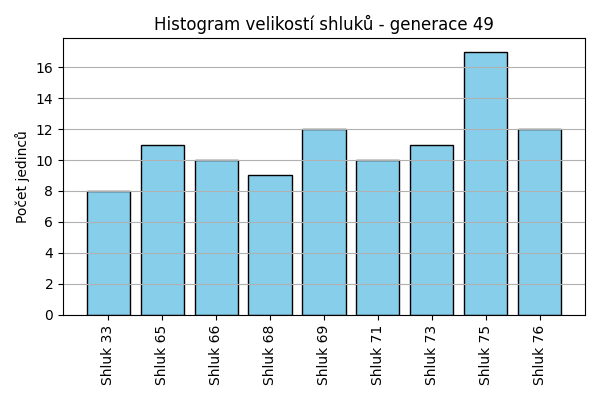 Histogram velikostí shluků - generace 49
Počet jedinců
16
14
12
10
8
6
4
2
0
Shluk 33
Shluk 65
Shluk 66
Shluk 68
Shluk 69
Shluk 71
Shluk 73
Shluk 75
Shluk 76